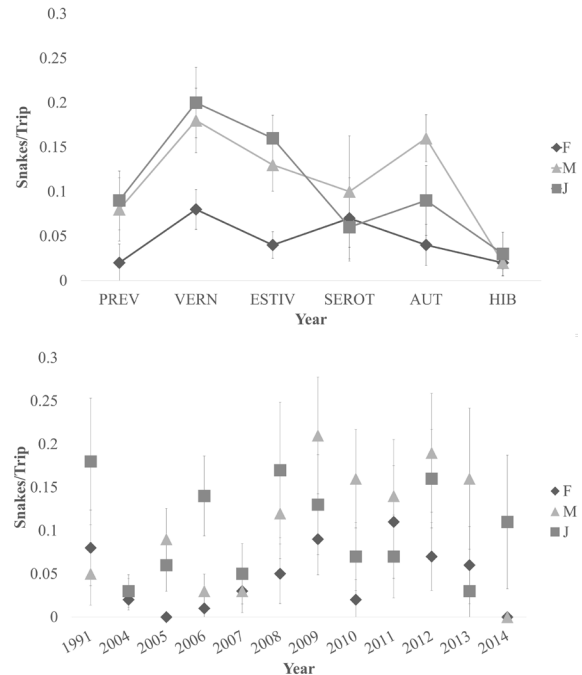 0.3
0.25
0.2
0.15
0.1
0.05
0
Snakes/Trip
PREV VERN ESTIV SEROT AUT HIB
Year
F
M
J
0.3
0.25
0.2
0.15
0.1
0.05
0
Snakes/Trip
1991 2004 2005 2006 2007 2008 2009 2010 2011 2012 2013 2014
Year
F
M
J